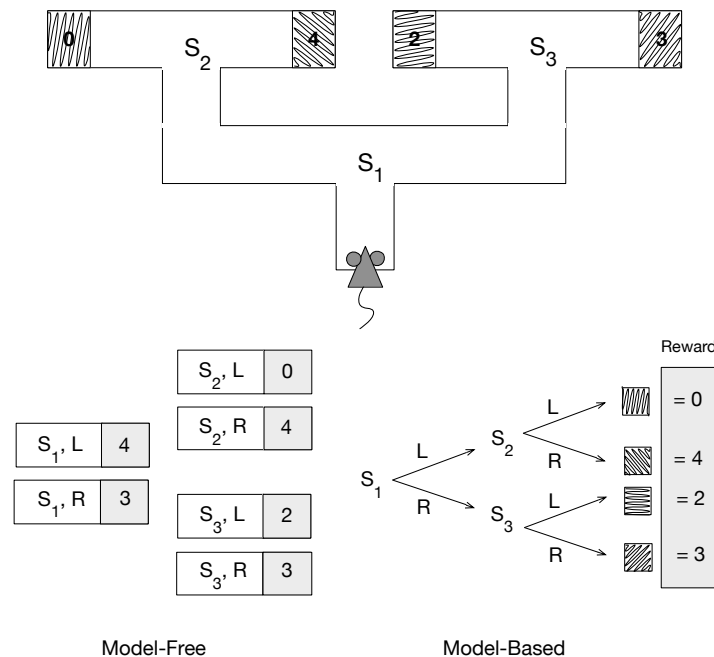 0 4 2 3
S2 S3
S1
Reward
S2, L 0
S2, R 4
S1, L 4
S1, R 3
S3, L 2
S3, R 3
L = 0
S2
L R = 4
S1
R L = 2
S3
R = 3
Model-Free Model-Based